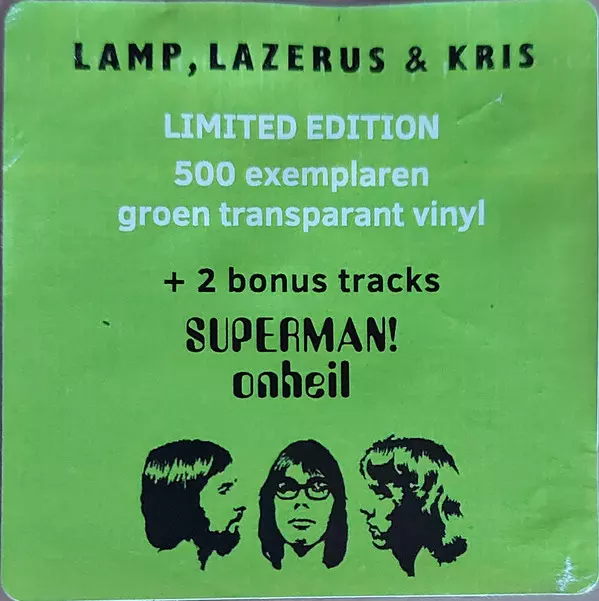 LAMP, LAZERUS & KRIS
LIMITED EDITION
500 exemplaren
groen transparant vinyl
+ 2 bonus tracks
SUPERMAN!
onheil